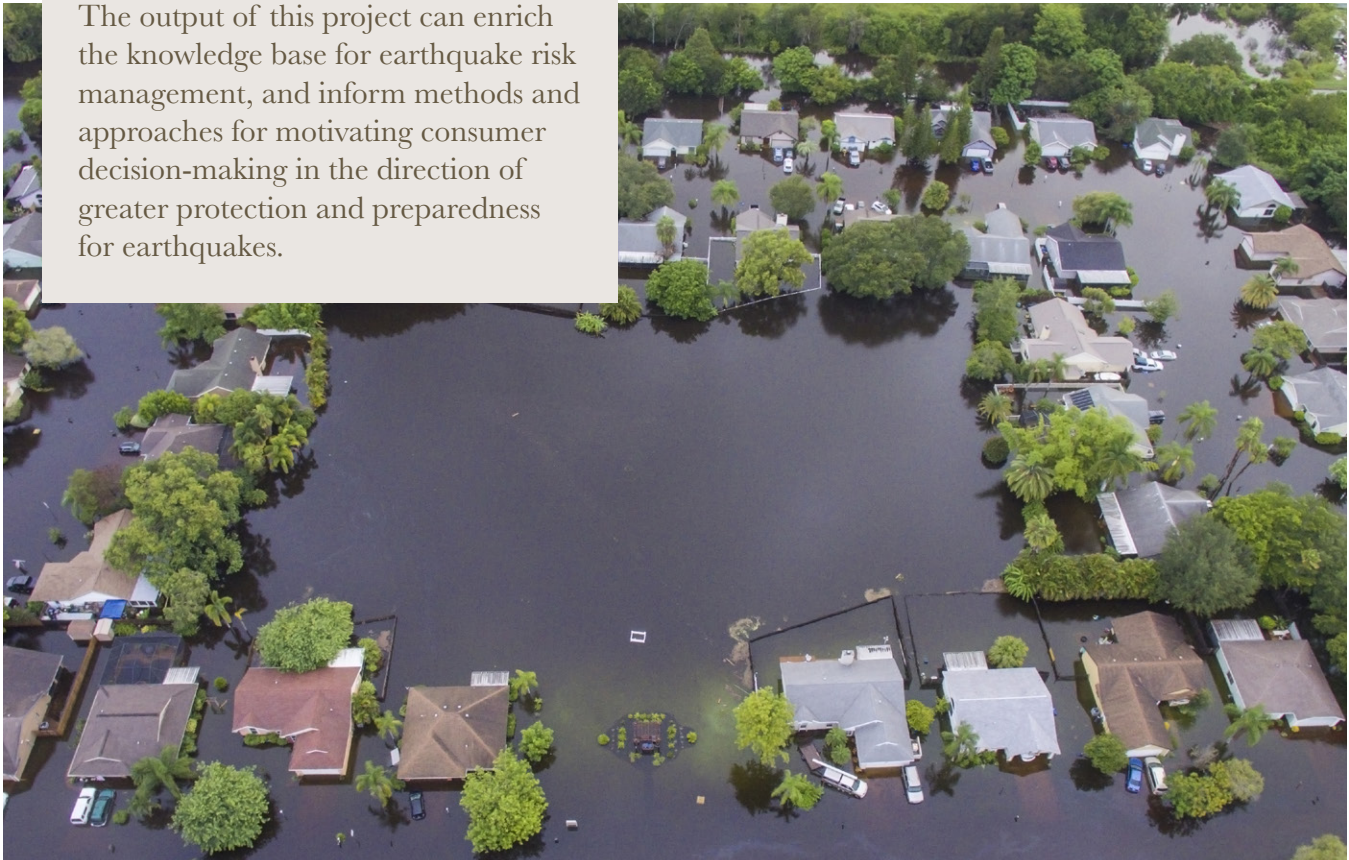 The output of this project can enrich
the knowledge base for earthquake risk
management, and inform methods and
approaches for motivating consumer
decision-making in the direction of
greater protection and preparedness
for earthquakes.